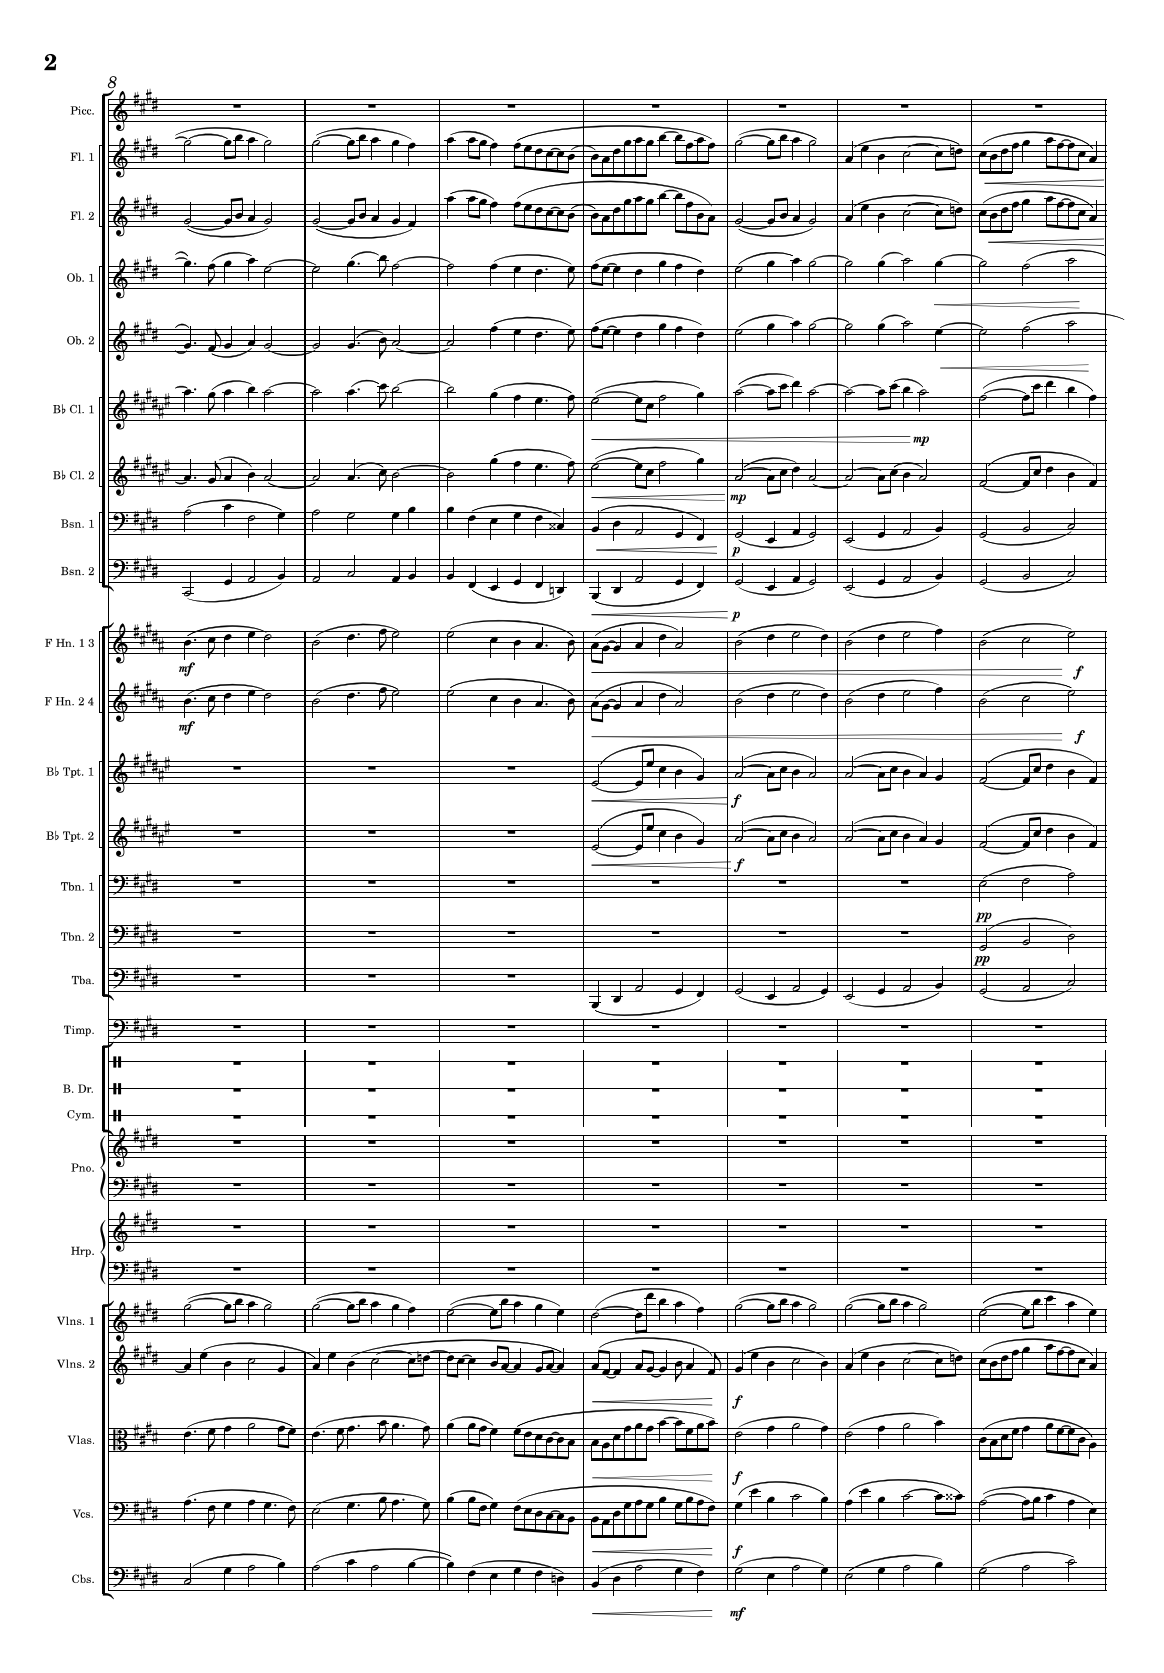 2
8
Picc.
Fl. 1
Fl. 2
Ob. 1
Ob. 2
B♭ Cl. 1
mp
B♭ Cl. 2
mp
Bsn. 1
p
Bsn. 2
p
F Hn. 1 3
mf
f
F Hn. 2 4
mf
f
B♭ Tpt. 1
f
B♭ Tpt. 2
f
Tbn. 1
pp
Tbn. 2
pp
Tba.
Timp.
B. Dr.
Cym.
Pno.
Hrp.
Vlns. 1
Vlns. 2
f
Vlas.
f
Vcs.
f
Cbs.
mf